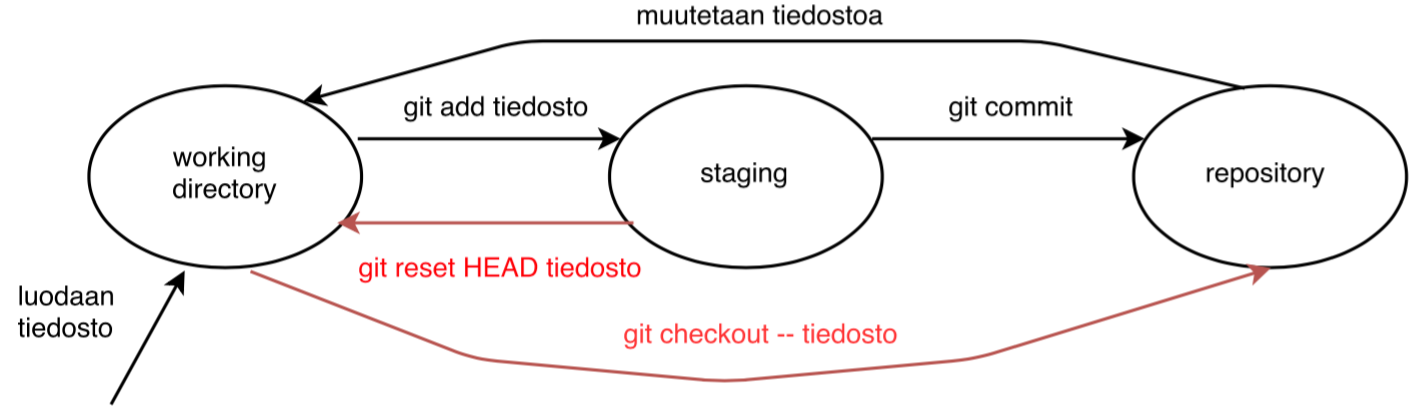 muutetaan tiedostoa
git add tiedosto
git commit
working
directory
staging
repository
git reset HEAD tiedosto
luodaan
tiedosto
git checkout -- tiedosto